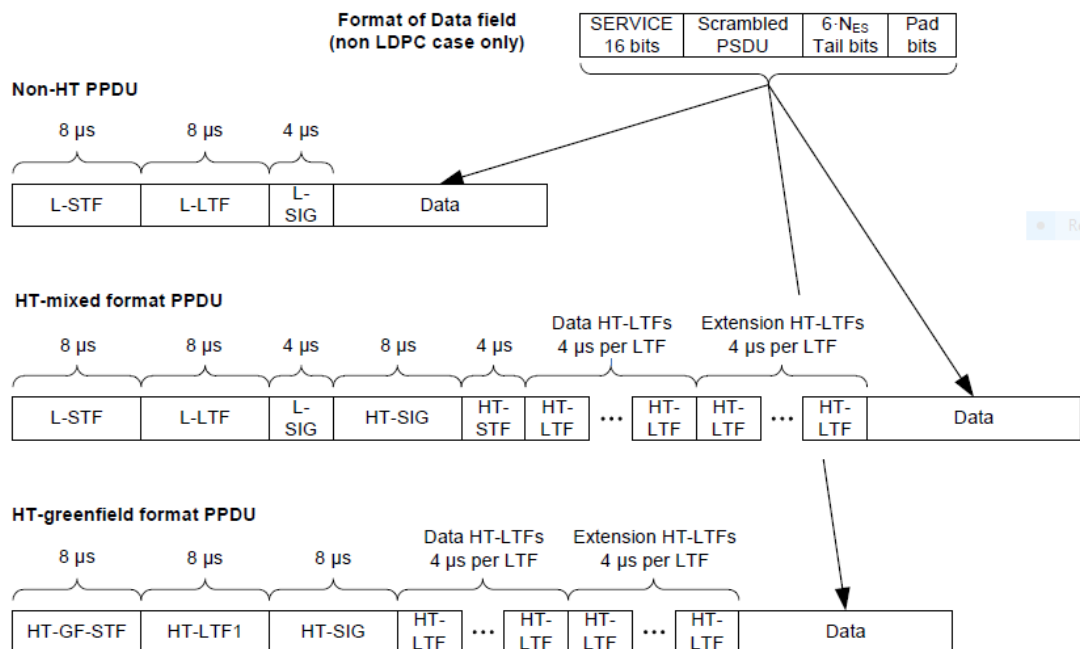 Format of Data field
(non LDPC case only)
SERVICE
16 bits
Scrambled
PSDU
6·NES
Tail bits
Pad
bits
Non-HT PPDU
8 µs
8 µs
4 µs
L-STF
L-LTF
L-
SIG
Data
HT-mixed format PPDU
8 µs
8 µs
4 µs
8 µs
4 µs
Data HT-LTFs
4 µs per LTF
Extension HT-LTFs
4 µs per LTF
L-STF
L-LTF
L-
SIG
HT-SIG
HT-
STF
HT-
LTF
...
HT-
LTF
HT-
LTF
...
HT-
LTF
Data
HT-greenfield format PPDU
8 µs
8 µs
8 µs
Data HT-LTFs
4 µs per LTF
Extension HT-LTFs
4 µs per LTF
HT-GF-STF
HT-LTF1
HT-SIG
HT-
LTF
...
HT-
LTF
HT-
LTF
...
HT-
LTF
Data